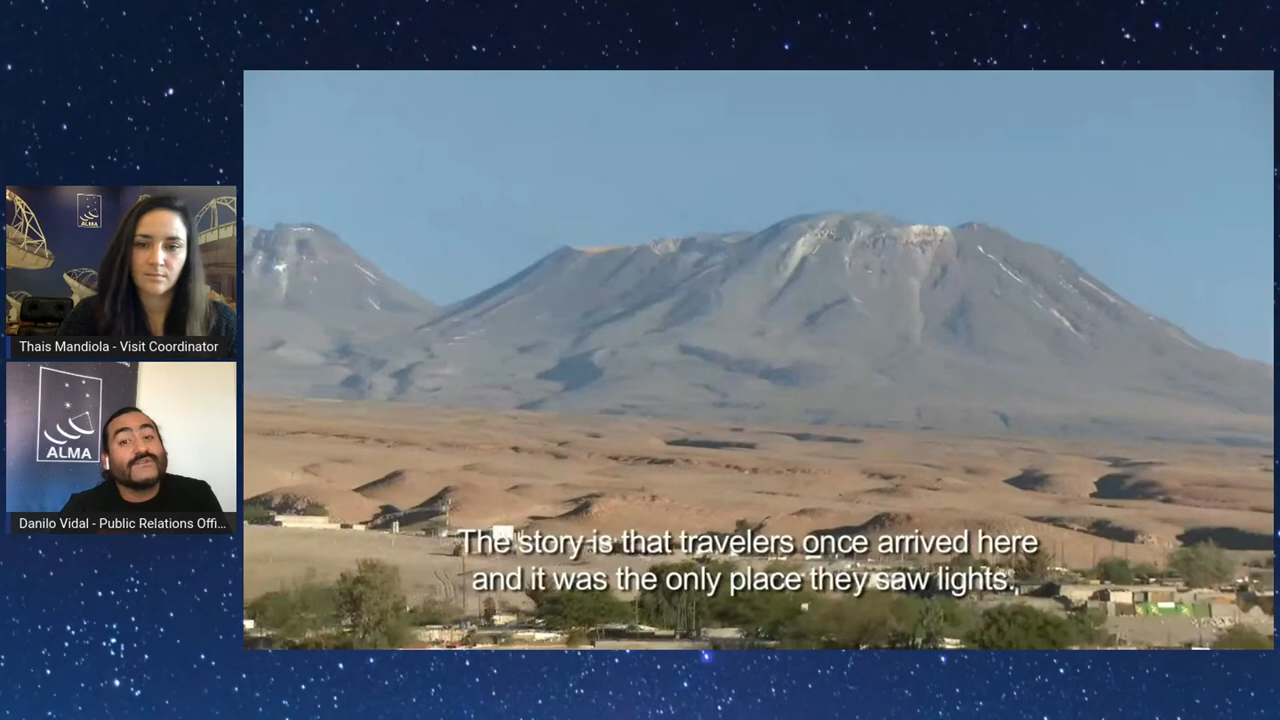 ALMA
Thais Mandiola - Visit Coordinator
ALMA
Danilo Vidal - Public Relations Offi...
The story is that travelers once arrived here
and it was the only place they saw lights.